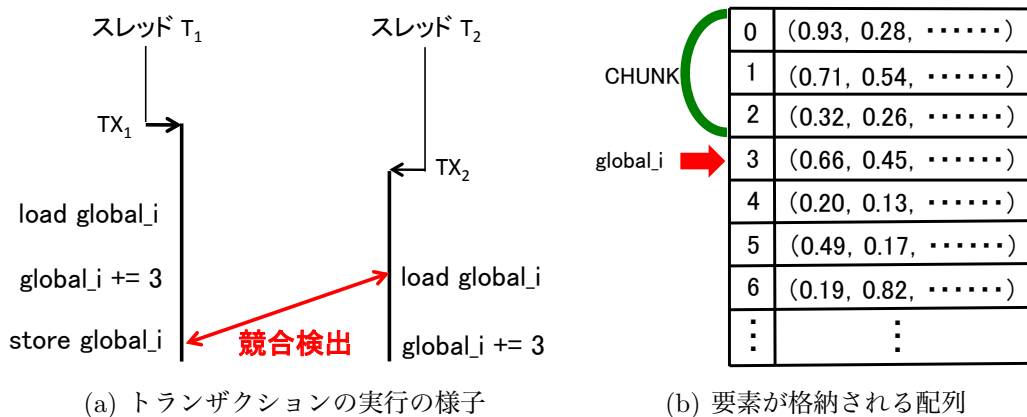 スレッド T1
スレッド T2
TX1
TX2
load global_i
global_i += 3
load global_i
store global_i
競合検出
global_i += 3
(a) トランザクションの実行の様子
CHUNK
global_i
0 (0.93, 0.28, ・・・・・・)
1 (0.71, 0.54, ・・・・・・)
2 (0.32, 0.26, ・・・・・・)
3 (0.66, 0.45, ・・・・・・)
4 (0.20, 0.13, ・・・・・・)
5 (0.49, 0.17, ・・・・・・)
6 (0.19, 0.82, ・・・・・・)
⋮ ⋮
(b) 要素が格納される配列